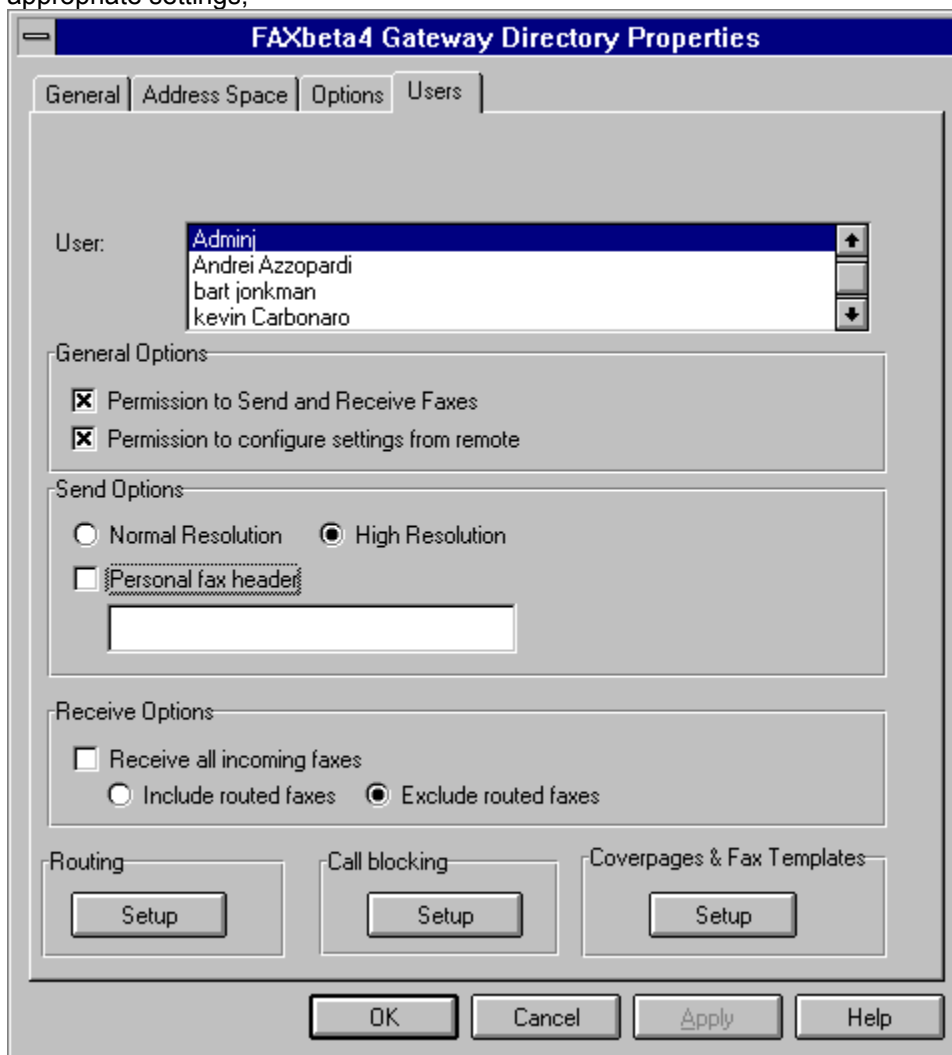 appropriate settings,
FAXbeta4 Gateway Directory Properties
General Address Space Options Users
User:
Adminj
Andrei Azzopardi
bart jonkman
kevin Carbonaro
General Options
Permission to Send and Receive Faxes
Permission to configure settings from remote
Send Options
Normal Resolution High Resolution
Personal fax header
Receive Options
Receive all incoming faxes
Include routed faxes Exclude routed faxes
Routing Call blocking Coverpages & Fax Templates
Setup Setup Setup
OK Cancel Apply Help